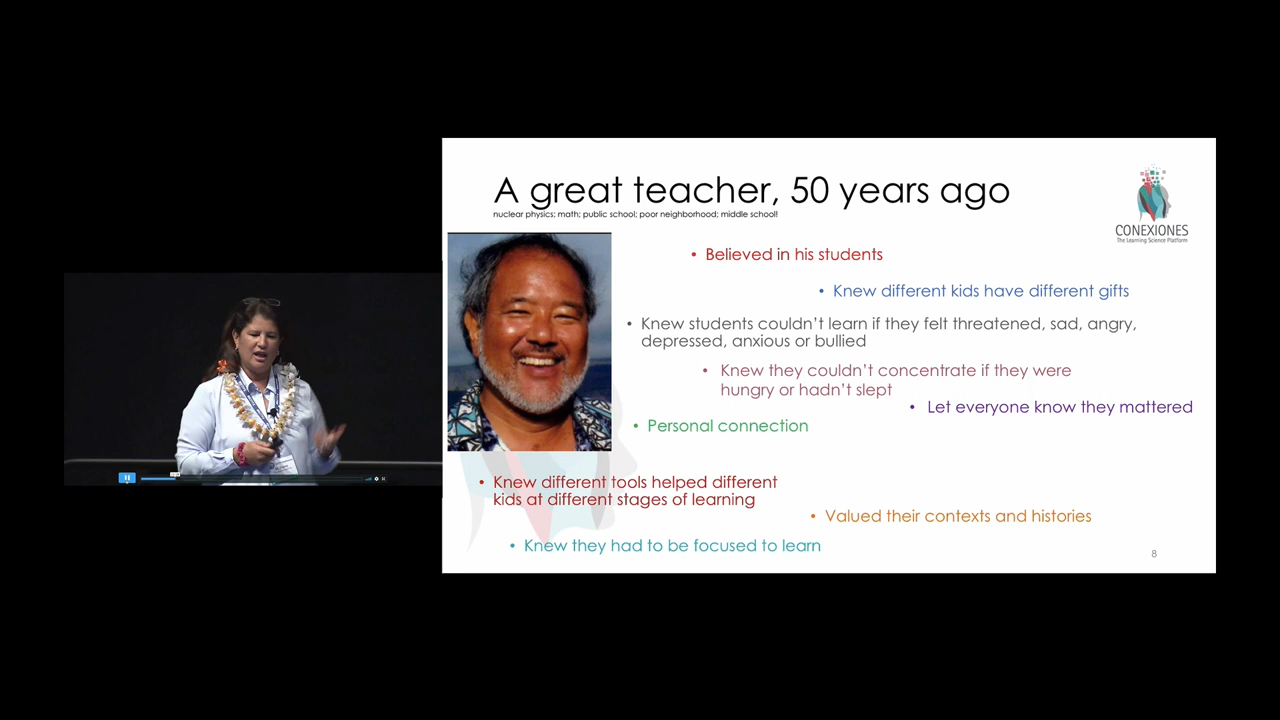 A great teacher, 50 years ago
nuclear physics; math; public school; poor neighborhood; middle school!
CONEXIONES
The Learning Science Platform
• Believed in his students
• Knew different kids have different gifts
• Knew students couldn’t learn if they felt threatened, sad, angry,
depressed, anxious or bullied
• Knew they couldn’t concentrate if they were
hungry or hadn’t slept
• Let everyone know they mattered
• Personal connection
• Knew different tools helped different
kids at different stages of learning
• Valued their contexts and histories
• Knew they had to be focused to learn
8